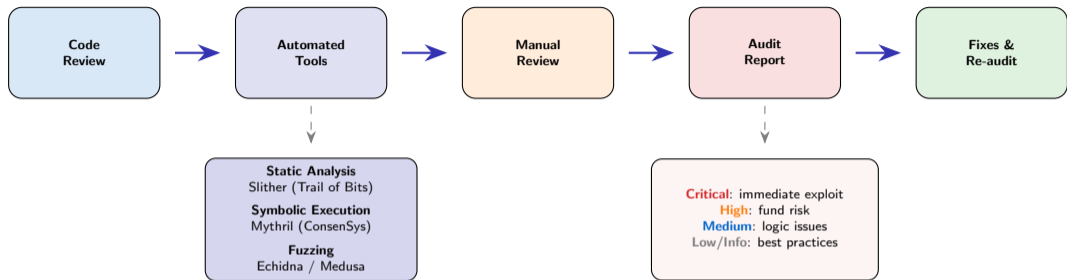 Code
Review
Automated
Tools
Manual
Review
Audit
Report
Fixes &
Re-audit
Static Analysis
Slither (Trail of Bits)
Symbolic Execution
Mythril (ConsenSys)
Fuzzing
Echidna / Medusa
Critical: immediate exploit
High: fund risk
Medium: logic issues
Low/Info: best practices